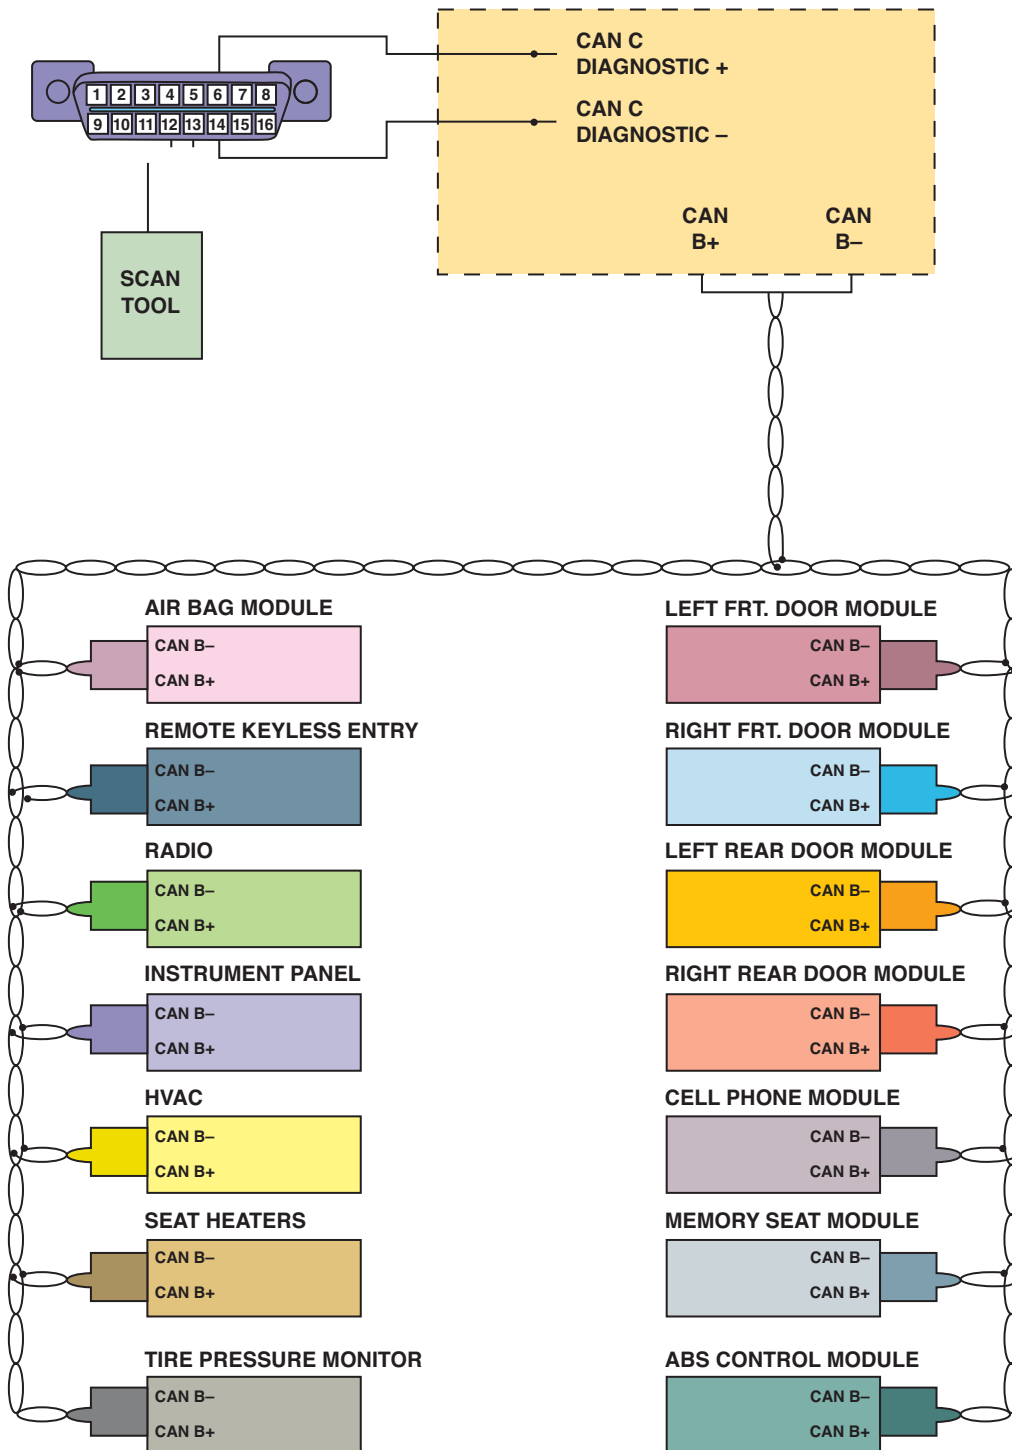 CAN C
DIAGNOSTIC +
CAN C
DIAGNOSTIC –
1 2 3 4 5 6 7 8
9 10 11 12 13 14 15 16
CAN
B+
CAN
B–
SCAN
TOOL
AIR BAG MODULE
CAN B–
CAN B+
REMOTE KEYLESS ENTRY
CAN B–
CAN B+
RADIO
CAN B–
CAN B+
INSTRUMENT PANEL
CAN B–
CAN B+
HVAC
CAN B–
CAN B+
SEAT HEATERS
CAN B–
CAN B+
TIRE PRESSURE MONITOR
CAN B–
CAN B+
LEFT FRT. DOOR MODULE
CAN B–
CAN B+
RIGHT FRT. DOOR MODULE
CAN B–
CAN B+
LEFT REAR DOOR MODULE
CAN B–
CAN B+
RIGHT REAR DOOR MODULE
CAN B–
CAN B+
CELL PHONE MODULE
CAN B–
CAN B+
MEMORY SEAT MODULE
CAN B–
CAN B+
ABS CONTROL MODULE
CAN B–
CAN B+